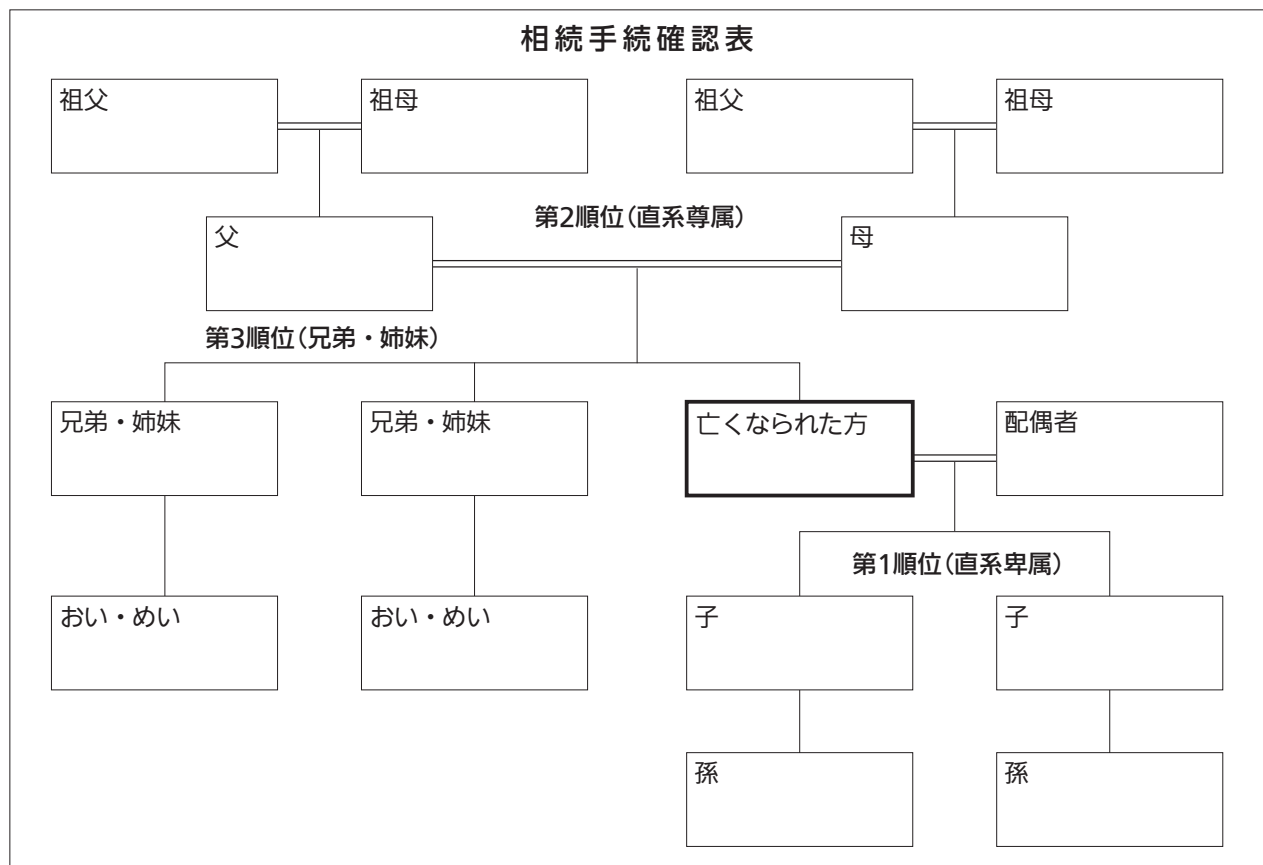 相続手続確認表
祖父
祖母
祖父
祖母
第2順位(直系尊属)
父
母
第3順位(兄弟・姉妹)
兄弟・姉妹
兄弟・姉妹
亡くなられた方
配偶者
第1順位(直系卑属)
おい・めい
おい・めい
子
子
孫
孫